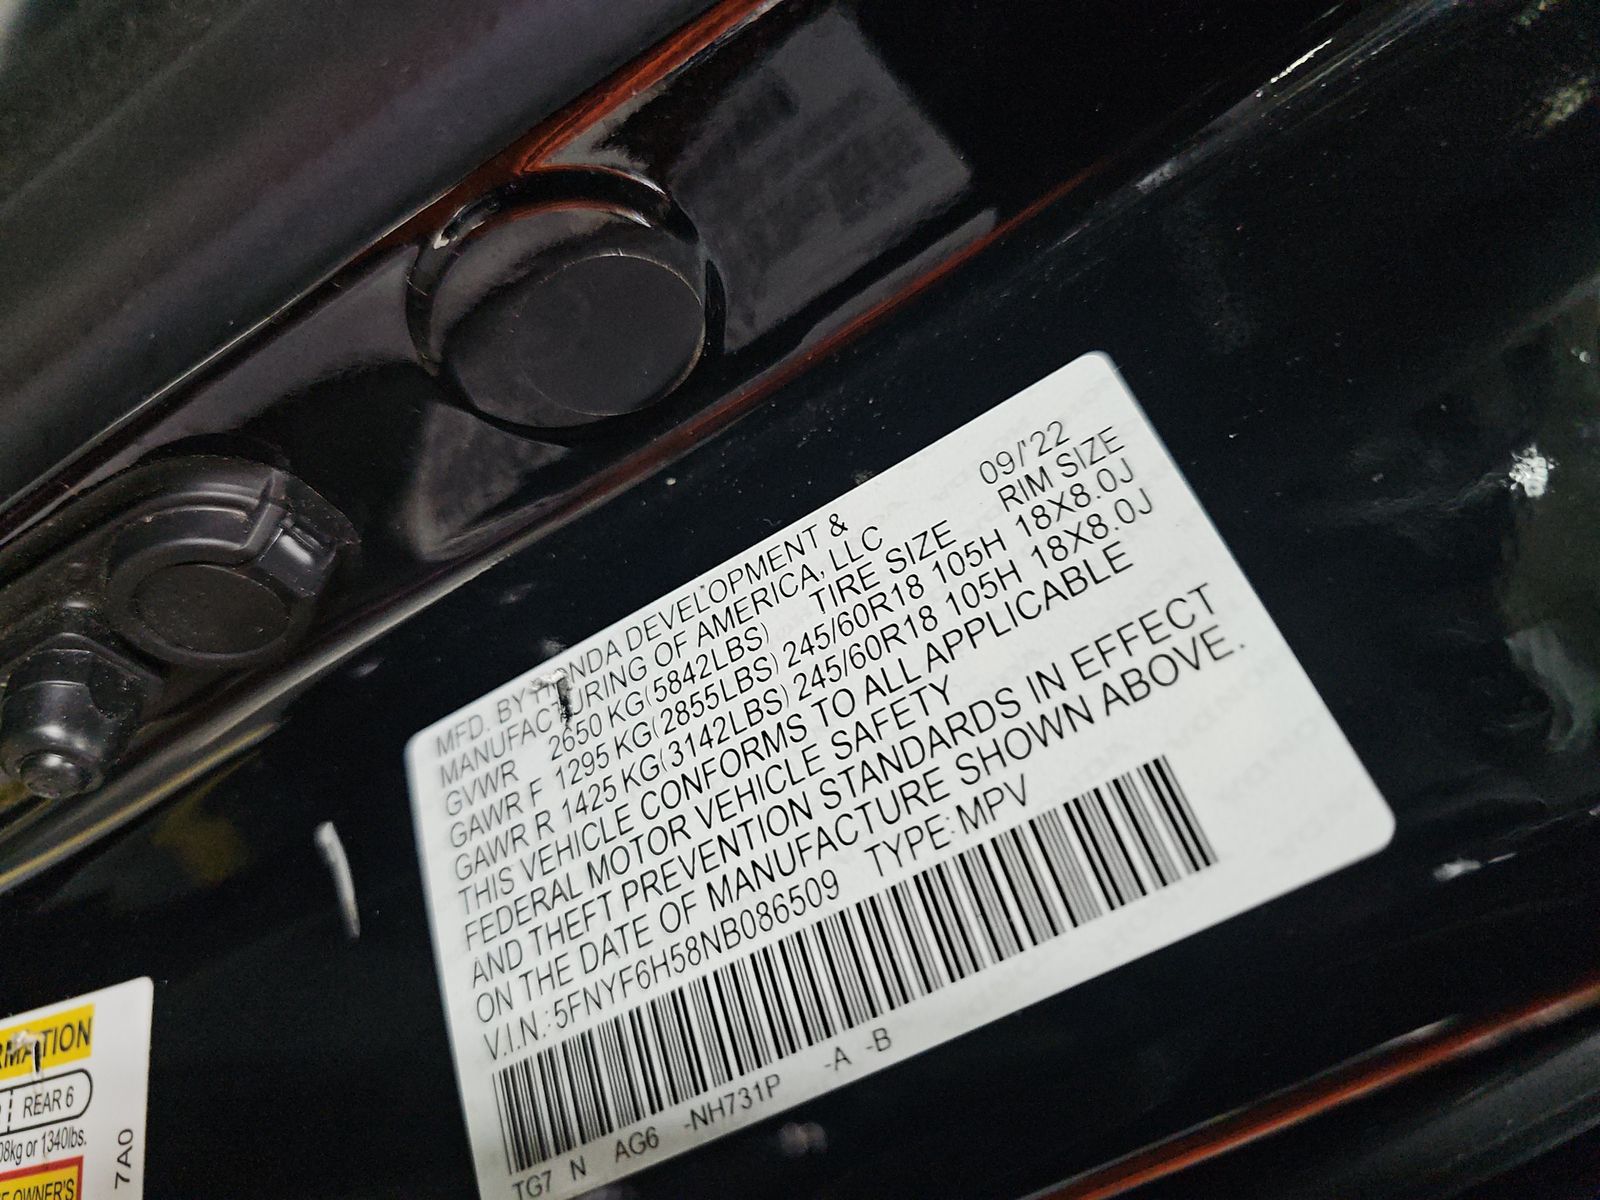 09/'22
MFD. BY HONDA DEVELOPMENT &
MANUFACTURING OF AMERICA, LLC
GVWR 2650 KG(5842LBS) TIRE SIZE RIM SIZE
GAWR F 1295 KG(2855LBS) 245/60R18 105H 18X8.0J
GAWR R 1425 KG(3142LBS) 245/60R18 105H 18X8.0J
THIS VEHICLE CONFORMS TO ALL APPLICABLE
FEDERAL MOTOR VEHICLE SAFETY
AND THEFT PREVENTION STANDARDS IN EFFECT
ON THE DATE OF MANUFACTURE SHOWN ABOVE.
V.I.N.: 5FNYF6H58NB086509 TYPE: MPV
TG7 N AG6 -NH731P -A -B
REAR 6
or 1340lbs.
OWNER'S
7A0